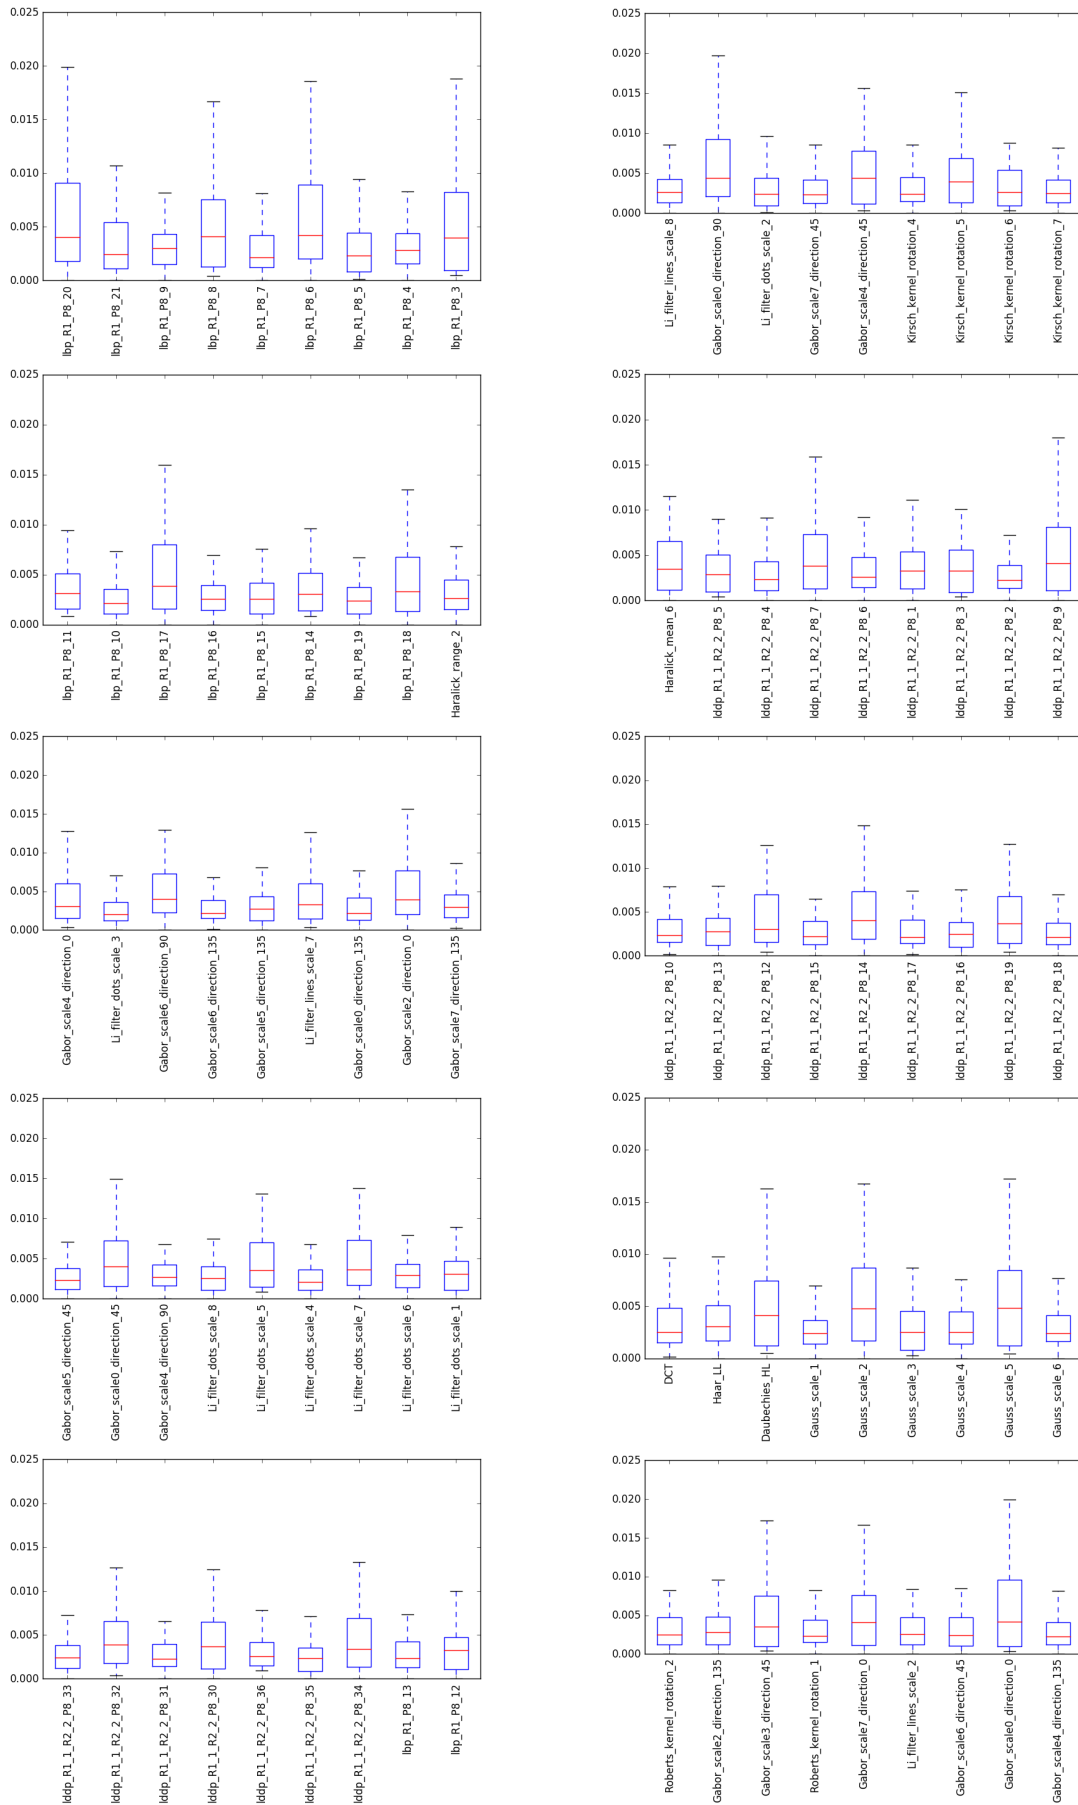 0.025
0.020
0.015
0.010
0.005
0.000
lbp_R1_P8_20
lbp_R1_P8_21
lbp_R1_P8_9
lbp_R1_P8_8
lbp_R1_P8_7
lbp_R1_P8_6
lbp_R1_P8_5
lbp_R1_P8_4
lbp_R1_P8_3
0.025
0.020
0.015
0.010
0.005
0.000
Li_filter_lines_scale_8
Gabor_scale0_direction_90
Li_filter_dots_scale_2
Gabor_scale7_direction_45
Gabor_scale4_direction_45
Kirsch_kernel_rotation_4
Kirsch_kernel_rotation_5
Kirsch_kernel_rotation_6
Kirsch_kernel_rotation_7
0.025
0.020
0.015
0.010
0.005
0.000
lbp_R1_P8_11
lbp_R1_P8_10
lbp_R1_P8_17
lbp_R1_P8_16
lbp_R1_P8_15
lbp_R1_P8_14
lbp_R1_P8_19
lbp_R1_P8_18
Haralick_range_2
0.025
0.020
0.015
0.010
0.005
0.000
Haralick_mean_6
lddp_R1_1_R2_2_P8_5
lddp_R1_1_R2_2_P8_4
lddp_R1_1_R2_2_P8_7
lddp_R1_1_R2_2_P8_6
lddp_R1_1_R2_2_P8_1
lddp_R1_1_R2_2_P8_3
lddp_R1_1_R2_2_P8_2
lddp_R1_1_R2_2_P8_9
0.025
0.020
0.015
0.010
0.005
0.000
Gabor_scale4_direction_0
Li_filter_dots_scale_3
Gabor_scale6_direction_90
Gabor_scale6_direction_135
Gabor_scale5_direction_135
Li_filter_lines_scale_7
Gabor_scale0_direction_135
Gabor_scale2_direction_0
Gabor_scale7_direction_135
0.025
0.020
0.015
0.010
0.005
0.000
lddp_R1_1_R2_2_P8_10
lddp_R1_1_R2_2_P8_13
lddp_R1_1_R2_2_P8_12
lddp_R1_1_R2_2_P8_15
lddp_R1_1_R2_2_P8_14
lddp_R1_1_R2_2_P8_17
lddp_R1_1_R2_2_P8_16
lddp_R1_1_R2_2_P8_19
lddp_R1_1_R2_2_P8_18
0.025
0.020
0.015
0.010
0.005
0.000
Gabor_scale5_direction_45
Gabor_scale0_direction_45
Gabor_scale4_direction_90
Li_filter_dots_scale_8
Li_filter_dots_scale_5
Li_filter_dots_scale_4
Li_filter_dots_scale_7
Li_filter_dots_scale_6
Li_filter_dots_scale_1
0.025
0.020
0.015
0.010
0.005
0.000
DCT
Haar_LL
Daubechies_HL
Gauss_scale_1
Gauss_scale_2
Gauss_scale_3
Gauss_scale_4
Gauss_scale_5
Gauss_scale_6
0.025
0.020
0.015
0.010
0.005
0.000
lddp_R1_1_R2_2_P8_33
lddp_R1_1_R2_2_P8_32
lddp_R1_1_R2_2_P8_31
lddp_R1_1_R2_2_P8_30
lddp_R1_1_R2_2_P8_36
lddp_R1_1_R2_2_P8_35
lddp_R1_1_R2_2_P8_34
lbp_R1_P8_13
lbp_R1_P8_12
0.025
0.020
0.015
0.010
0.005
0.000
Roberts_kernel_rotation_2
Gabor_scale2_direction_135
Gabor_scale3_direction_45
Roberts_kernel_rotation_1
Gabor_scale7_direction_0
Li_filter_lines_scale_2
Gabor_scale6_direction_45
Gabor_scale0_direction_0
Gabor_scale4_direction_135